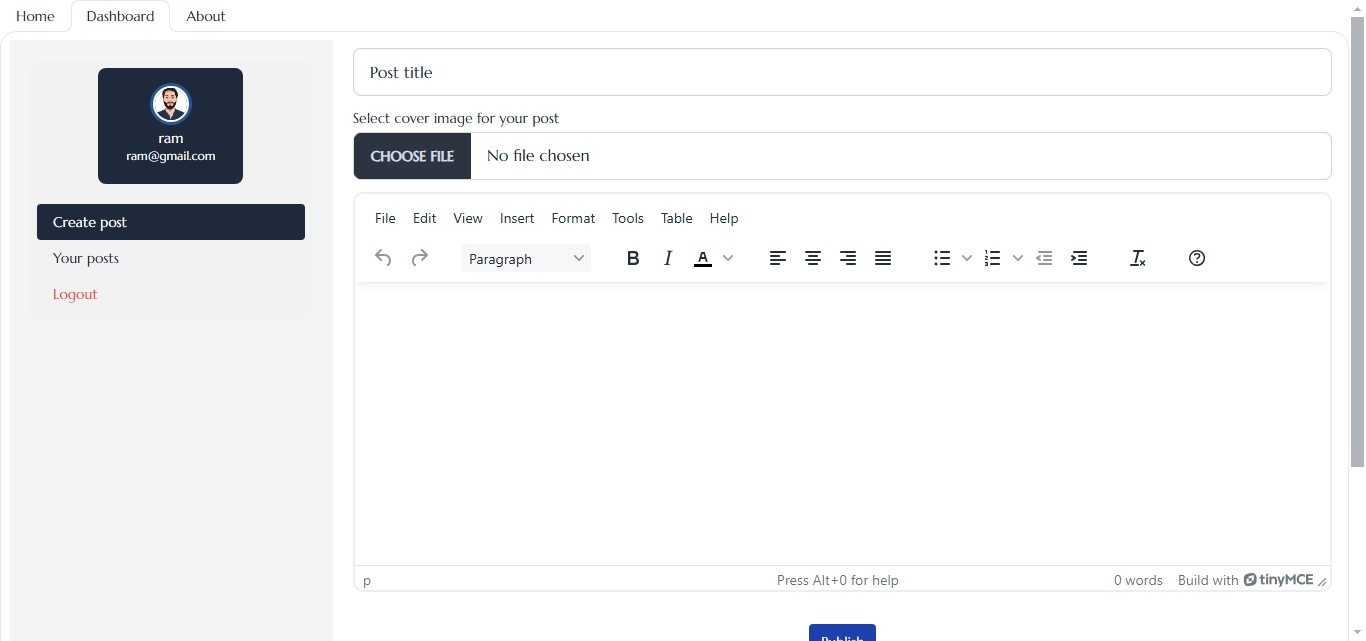 Home Dashboard About
ram
ram@gmail.com
Create post
Your posts
Logout
Post title
Select cover image for your post
CHOOSE FILE No file chosen
File Edit View Insert Format Tools Table Help
Paragraph B I A
p Press Alt+0 for help 0 words Build with tinyMCE
Publish